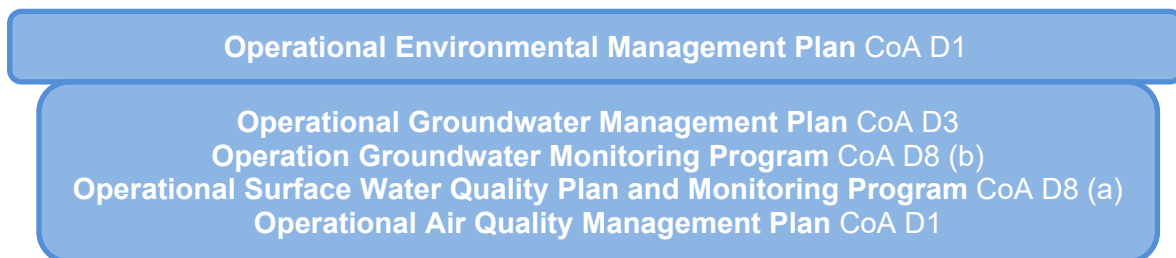 Operational Environmental Management Plan CoA D1
Operational Groundwater Management Plan CoA D3
Operation Groundwater Monitoring Program CoA D8 (b)
Operational Surface Water Quality Plan and Monitoring Program CoA D8 (a)
Operational Air Quality Management Plan CoA D1